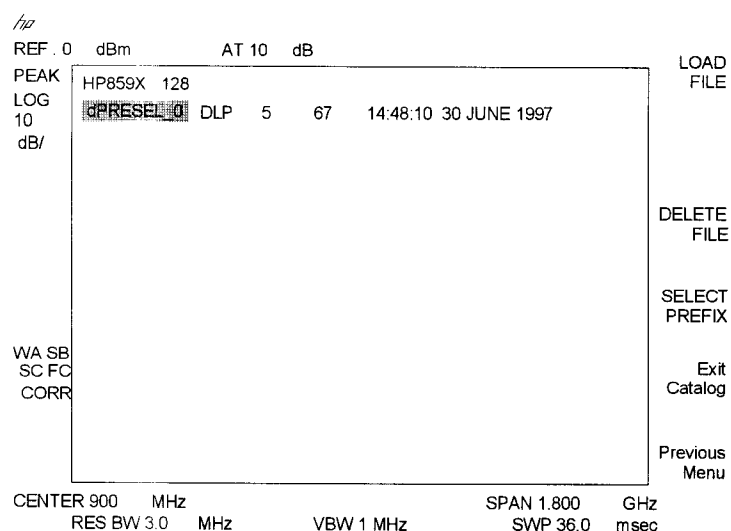 hp
REF . 0 dBm AT 10 dB
PEAK
LOG
10
dB/
HP859X 128
dPRESEL_0 DLP 5 67 14:48:10 30 JUNE 1997
WA SB
SC FC
CORR
CENTER 900 MHz SPAN 1.800 GHz
RES BW 3.0 MHz VBW 1 MHz SWP 36.0 msec
LOAD
FILE
DELETE
FILE
SELECT
PREFIX
Exit
Catalog
Previous
Menu